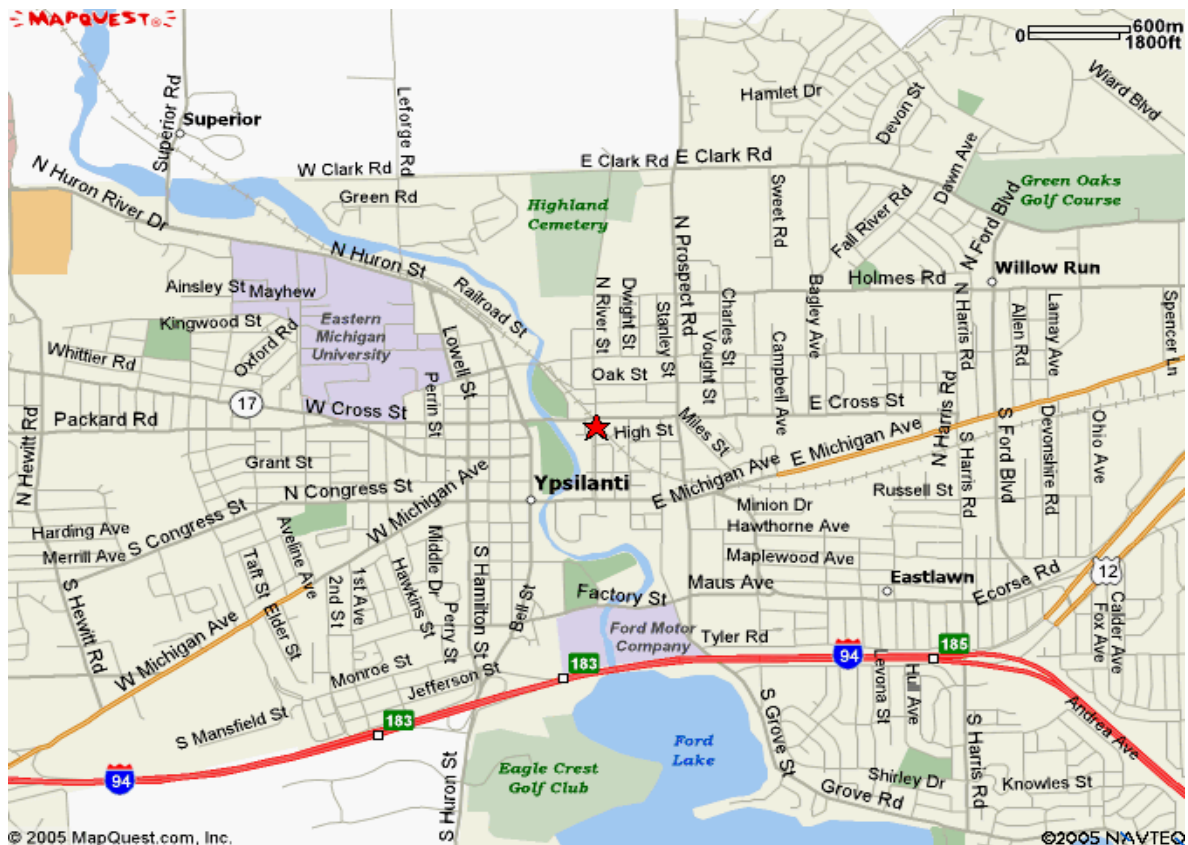 MAPQUEST®
0 600m
1800ft
Wiard Blvd
Hamlet Dr
Devon St
Superior Rd
Superior
Leforge Rd
W Clark Rd
E Clark Rd
E Clark Rd
Dawn Ave
Green Oaks
Golf Course
N Huron River Dr
Green Rd
Highland
Cemetery
Sweet Rd
Fall River Rd
N Ford Blvd
N Huron St
N Prospect Rd
Willow Run
Holmes Rd
Ainsley St
Mayhew
Railroad St
N River St
Dwight St
Stanley St
Charles St
Vought St
Bagley Ave
N Harris Rd
Allen Rd
Lamay Ave
Spencer Ln
Kingwood St
Eastern
Michigan
University
Oxford Rd
Whittier Rd
Lowell St
Campbell Ave
Oak St
Perrin St
17
W Cross St
E Cross St
N Harris Rd
Packard Rd
N Hewitt Rd
High St
Miles St
E Michigan Ave
S Harris Rd
S Ford Blvd
Devonshire Rd
Ohio Ave
Grant St
N Congress St
W Michigan Ave
Ypsilanti
E Michigan Ave
Russell St
Minion Dr
Harding Ave
S Congress St
Hawthorne Ave
Merrill Ave
Aveline Ave
Middle Dr
Maplewood Ave
Taft St
2nd St
1st Ave
Hawkins St
S Hamilton St
Bell St
Maus Ave
Eastlawn
Ecorse Rd
12
S Hewitt Rd
Elder St
Perry St
Factory St
Calder Ave
Fox Ave
W Michigan Ave
Ford Motor
Company
Tyler Rd
94
185
Monroe St
183
Levona St
Hull Ave
Jefferson St
S Mansfield St
183
S Grove St
Andrea Ave
S Harris Rd
Ford
Lake
94
S Huron St
Eagle Crest
Golf Club
Shirley Dr
Knowles St
Grove Rd
© 2005 MapQuest.com, Inc.
©2005 NAVTEQ